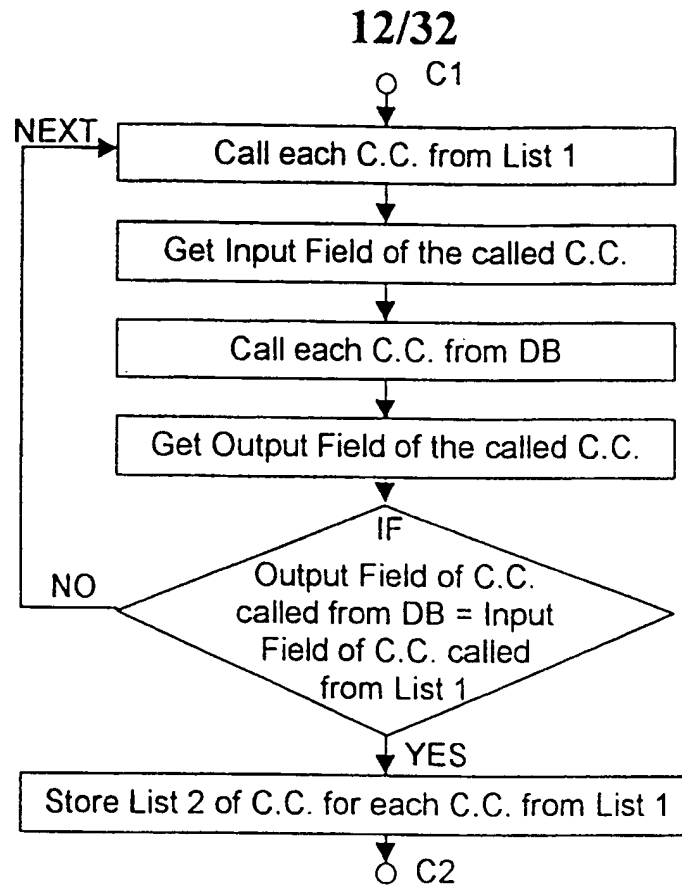 12/32
C1
NEXT
Call each C.C. from List 1
Get Input Field of the called C.C.
Call each C.C. from DB
Get Output Field of the called C.C.
IF
NO
Output Field of C.C.
called from DB = Input
Field of C.C. called
from List 1
YES
Store List 2 of C.C. for each C.C. from List 1
C2